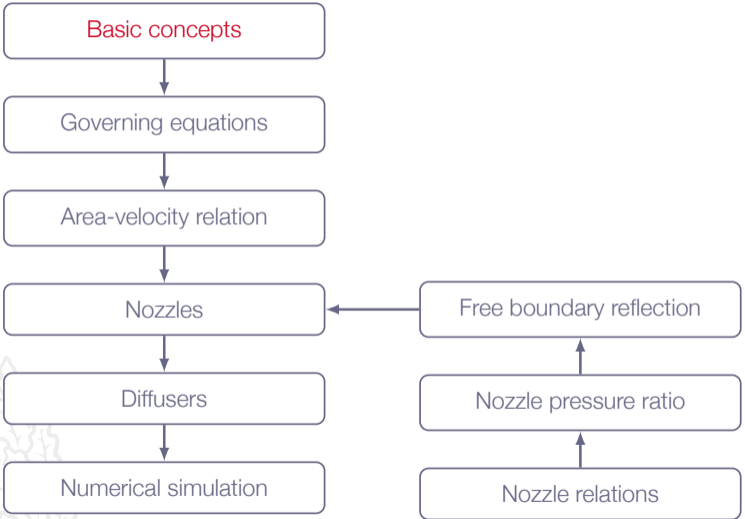 Basic concepts
Governing equations
Area-velocity relation
Nozzles
Diffusers
Numerical simulation
Free boundary reflection
Nozzle pressure ratio
Nozzle relations